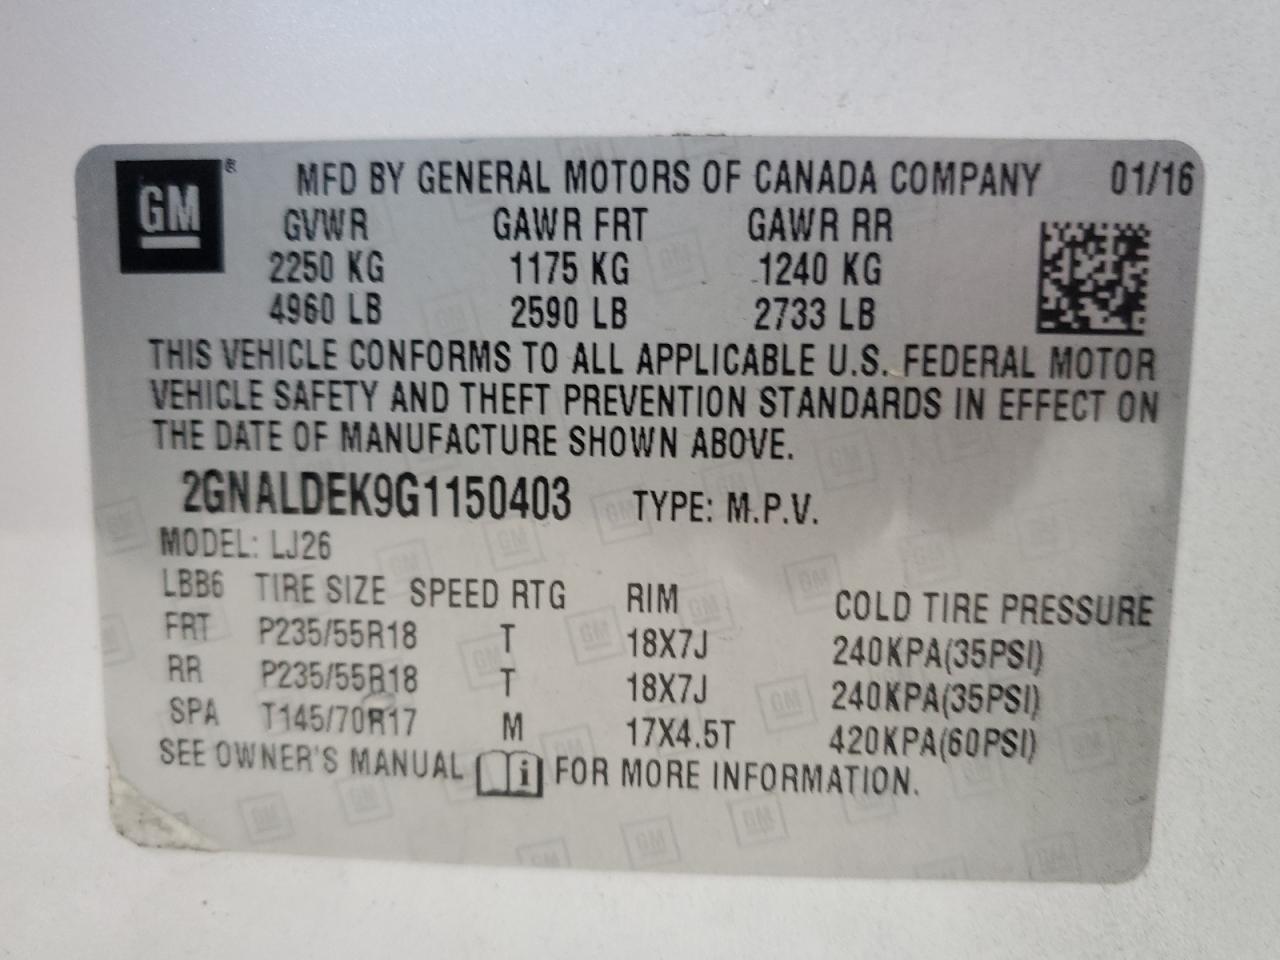 GM® MFD BY GENERAL MOTORS OF CANADA COMPANY 01/16
GVWR GAWR FRT GAWR RR
2250 KG 1175 KG 1240 KG
4960 LB 2590 LB 2733 LB
THIS VEHICLE CONFORMS TO ALL APPLICABLE U.S. FEDERAL MOTOR
VEHICLE SAFETY AND THEFT PREVENTION STANDARDS IN EFFECT ON
THE DATE OF MANUFACTURE SHOWN ABOVE.
2GNALDEK9G1150403 TYPE: M.P.V.
MODEL: LJ26
LBB6 TIRE SIZE SPEED RTG RIM COLD TIRE PRESSURE
FRT P235/55R18 T 18X7J 240KPA(35PSI)
RR P235/55R18 T 18X7J 240KPA(35PSI)
SPA T145/70R17 M 17X4.5T 420KPA(60PSI)
SEE OWNER'S MANUAL i FOR MORE INFORMATION.